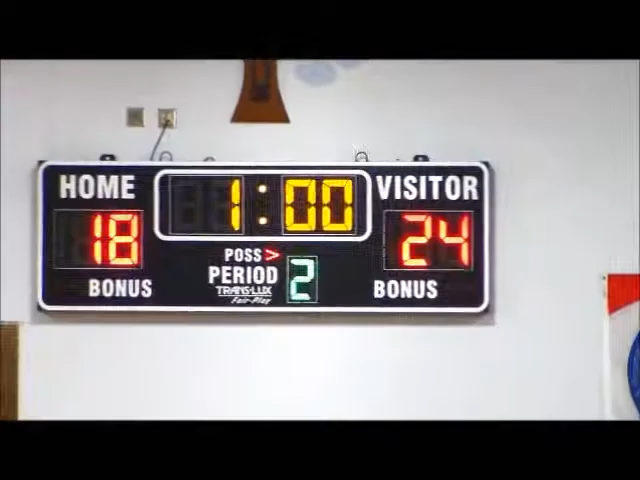 HOME 1:00 VISITOR
18 24
POSS >
PERIOD 2
TRANS-LUX
Fair-Play
BONUS BONUS